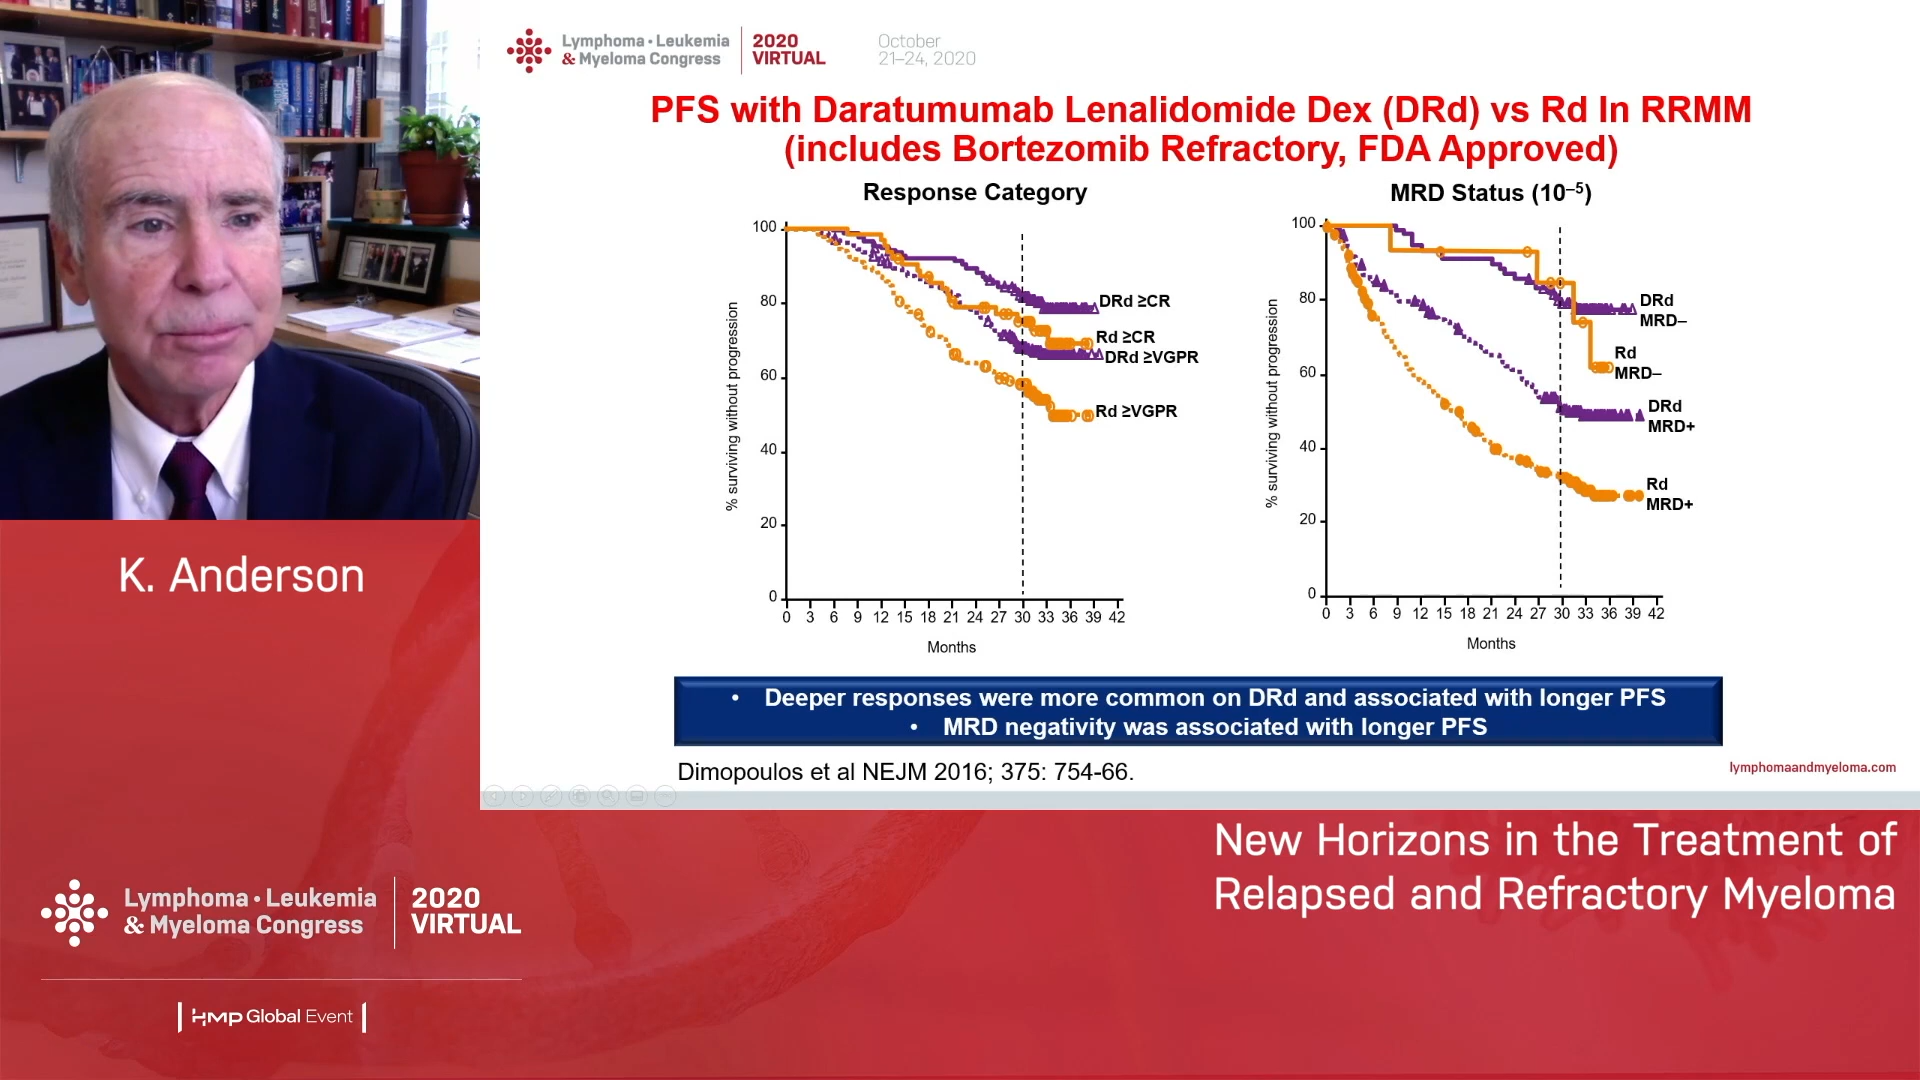 Lymphoma • Leukemia
& Myeloma Congress
2020
VIRTUAL
October
21–24, 2020
PFS with Daratumumab Lenalidomide Dex (DRd) vs Rd In RRMM
(includes Bortezomib Refractory, FDA Approved)
Response Category
% surviving without progression
100
80
60
40
20
0
DRd ≥CR
Rd ≥CR
DRd ≥VGPR
Rd ≥VGPR
0 3 6 9 12 15 18 21 24 27 30 33 36 39 42
Months
MRD Status (10–5)
% surviving without progression
100
80
60
40
20
0
DRd
MRD–
Rd
MRD–
DRd
MRD+
Rd
MRD+
0 3 6 9 12 15 18 21 24 27 30 33 36 39 42
Months
• Deeper responses were more common on DRd and associated with longer PFS
• MRD negativity was associated with longer PFS
Dimopoulos et al NEJM 2016; 375: 754-66.
lymphomaandmyeloma.com
K. Anderson
New Horizons in the Treatment of
Relapsed and Refractory Myeloma
Lymphoma • Leukemia
& Myeloma Congress
2020
VIRTUAL
HMP Global Event